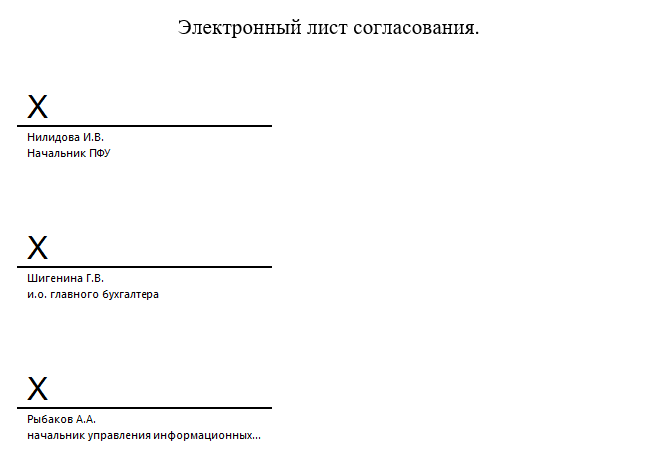 Электронный лист согласования.
X
Нилидова И.В.
Начальник ПФУ
X
Шигенина Г.В.
и.о. главного бухгалтера
X
Рыбаков А.А.
начальник управления информационных...